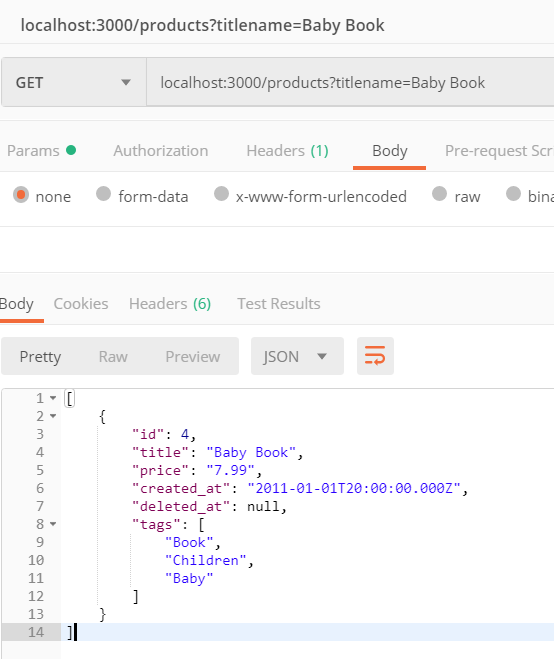 localhost:3000/products?titlename=Baby Book
GET localhost:3000/products?titlename=Baby Book
Params Authorization Headers (1) Body Pre-request Scr
none form-data x-www-form-urlencoded raw bina
Body Cookies Headers (6) Test Results
Pretty Raw Preview JSON
1 [
2 {
3 "id": 4,
4 "title": "Baby Book",
5 "price": "7.99",
6 "created_at": "2011-01-01T20:00:00.000Z",
7 "deleted_at": null,
8 "tags": [
9 "Book",
10 "Children",
11 "Baby"
12 ]
13 }
14 ]